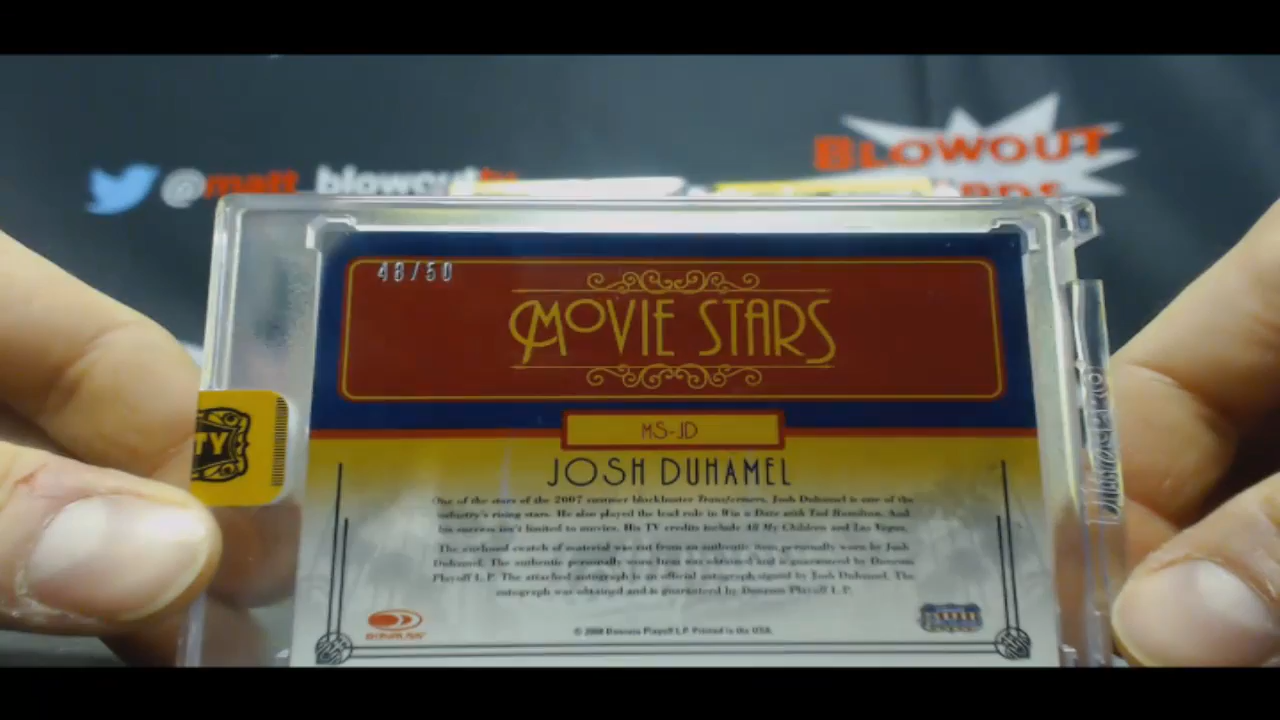 @matt_blowouttv
BLOWOUT
CARDS
48/50
MOVIE STARS
TY
MS-JD
JOSH DUHAMEL
One of the stars of the 2007 summer blockbuster Transformers, Josh Duhamel is one of the
industry's rising stars. He also played the lead role in Win a Date with Tad Hamilton. And
his success isn't limited to movies. His TV credits include All My Children and Las Vegas.
The enclosed swatch of material was cut from an authentic item personally worn by Josh
Duhamel. The authentic personally worn item was obtained and is guaranteed by Donruss
Playoff L.P. The attached autograph is an official autograph signed by Josh Duhamel. The
autograph was obtained and is guaranteed by Donruss Playoff L.P.
DONRUSS
© 2008 Donruss Playoff L.P. Printed in the USA.